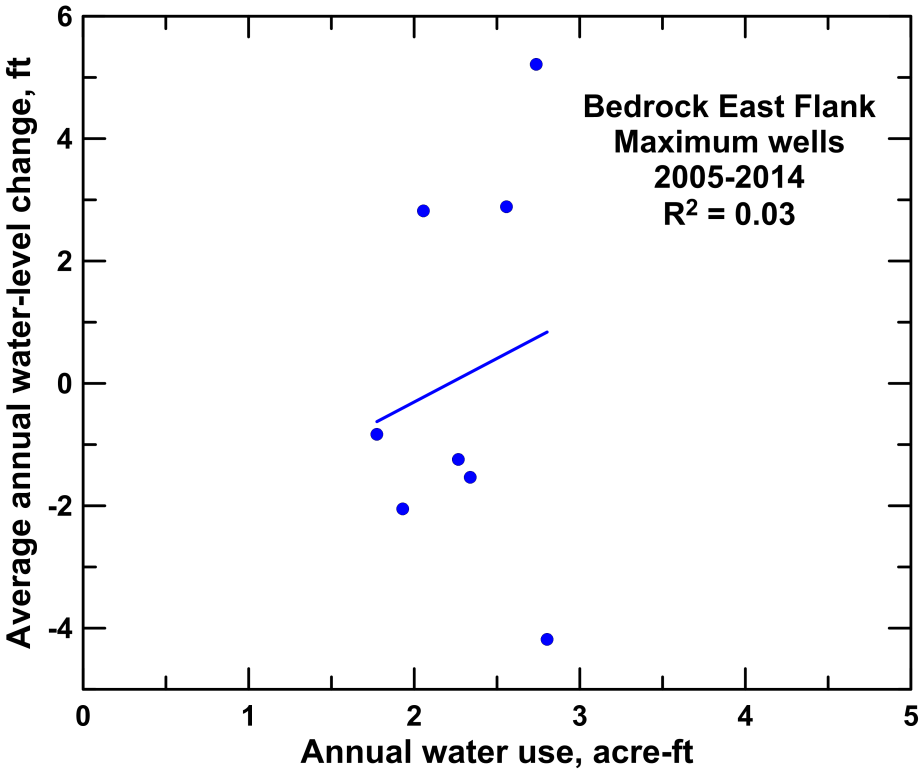 6
4
2
0
-2
-4
0
1
2
3
4
5
Average annual water-level change, ft
Annual water use, acre-ft
Bedrock East Flank
Maximum wells
2005-2014
R² = 0.03